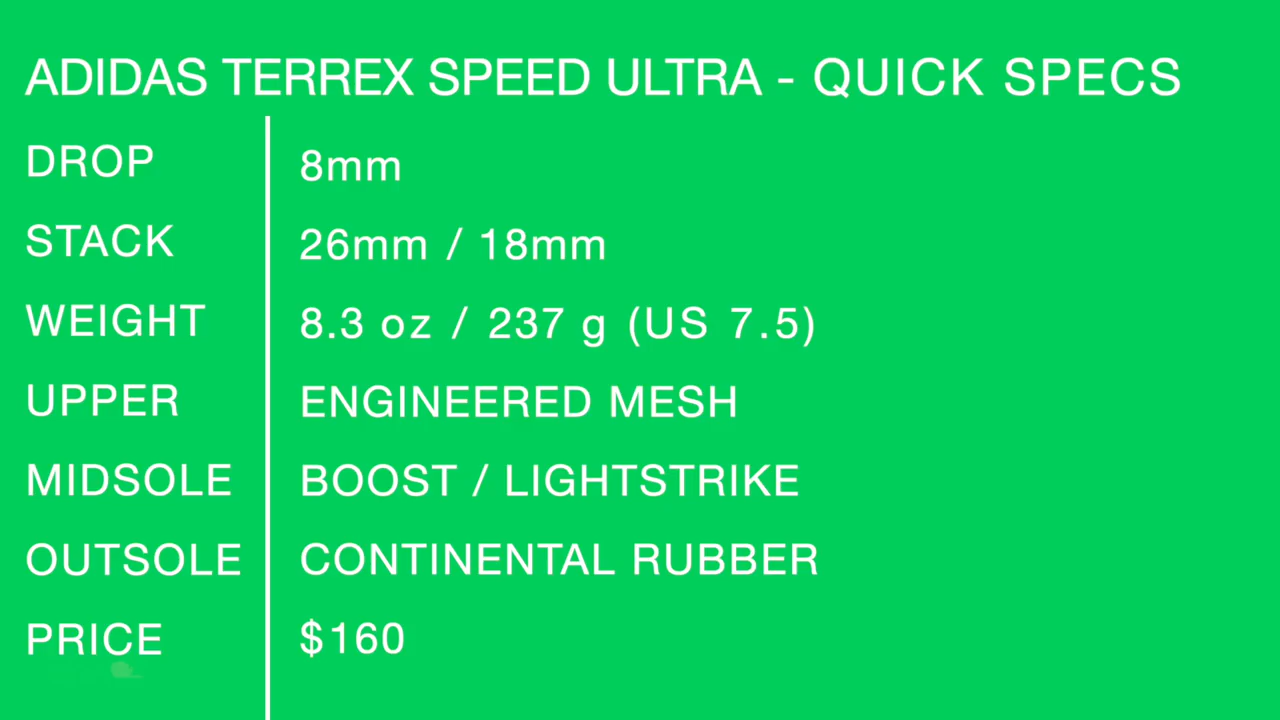 ADIDAS TERREX SPEED ULTRA - QUICK SPECS
DROP 8mm
STACK 26mm / 18mm
WEIGHT 8.3 oz / 237 g (US 7.5)
UPPER ENGINEERED MESH
MIDSOLE BOOST / LIGHTSTRIKE
OUTSOLE CONTINENTAL RUBBER
PRICE $160